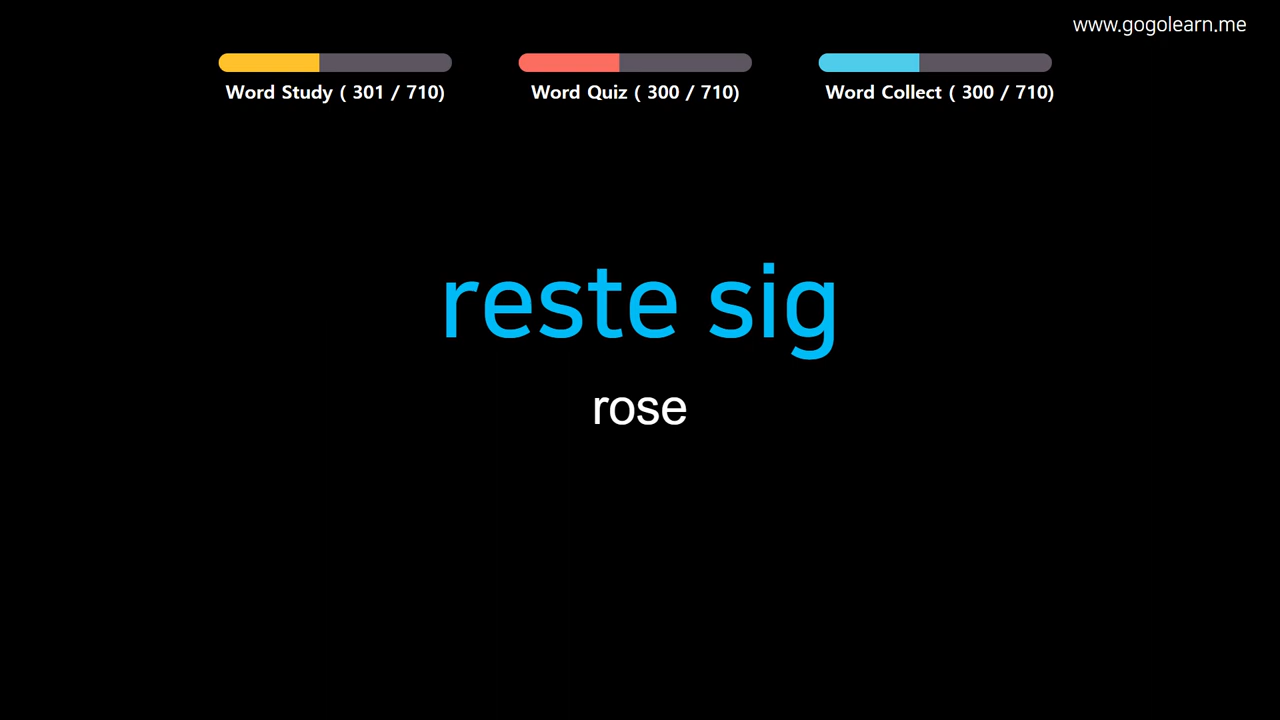 www.gogolearn.me
Word Study ( 301 / 710)
Word Quiz ( 300 / 710)
Word Collect ( 300 / 710)
reste sig
rose